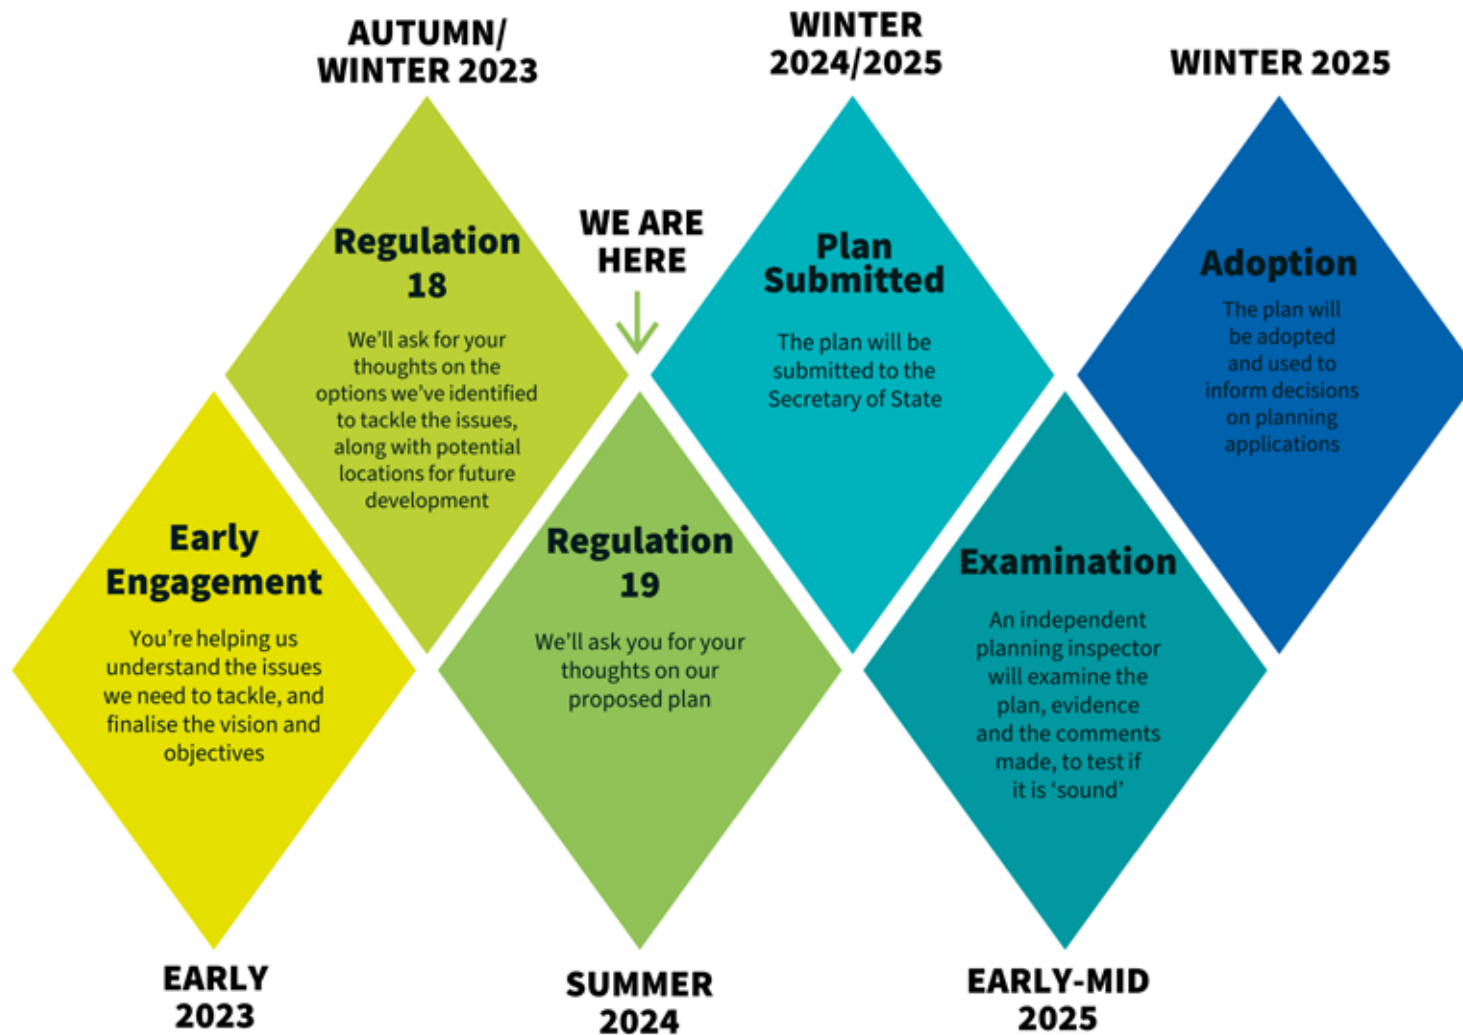 EARLY
2023
Early
Engagement
You’re helping us
understand the issues
we need to tackle, and
finalise the vision and
objectives
AUTUMN/
WINTER 2023
Regulation
18
We’ll ask for your
thoughts on the
options we’ve identified
to tackle the issues,
along with potential
locations for future
development
WE ARE
HERE
Regulation
19
We’ll ask you for your
thoughts on our
proposed plan
SUMMER
2024
WINTER
2024/2025
Plan
Submitted
The plan will be
submitted to the
Secretary of State
Examination
An independent
planning inspector
will examine the
plan, evidence
and the comments
made, to test if
it is ‘sound’
EARLY-MID
2025
WINTER 2025
Adoption
The plan will
be adopted
and used to
inform decisions
on planning
applications